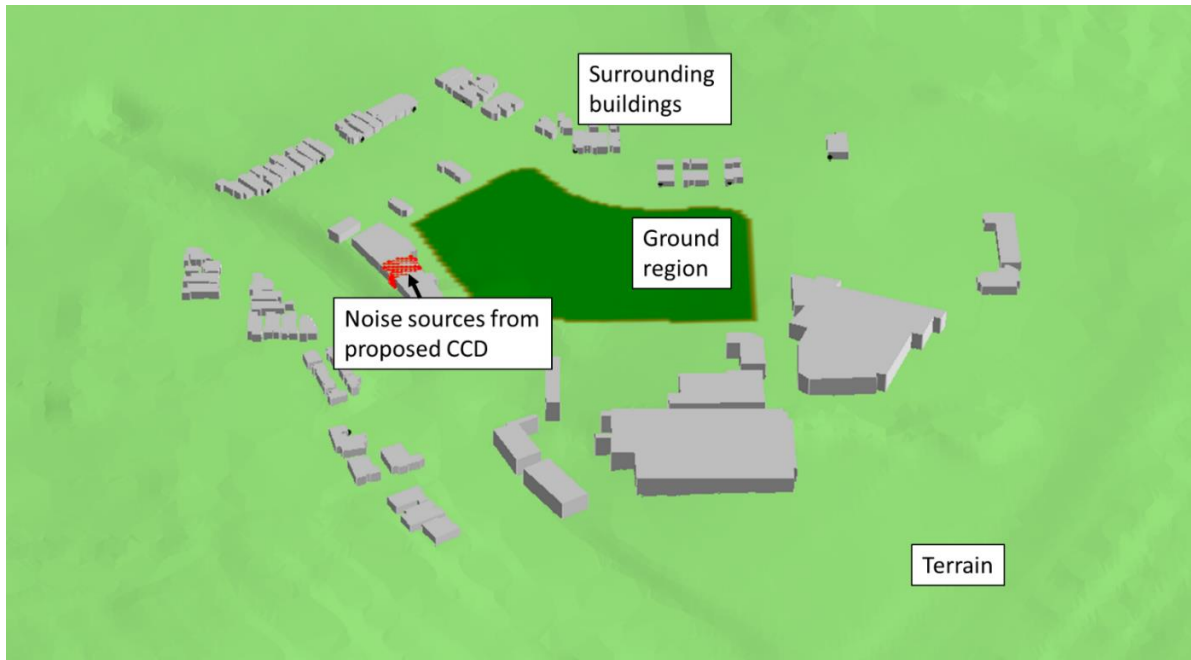 Surrounding
buildings
Ground
region
Noise sources from
proposed CCD
Terrain